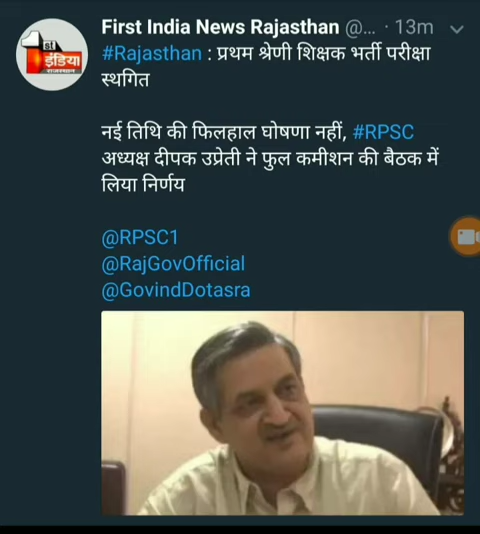 1st
इंडिया
राजस्थान
First India News Rajasthan @... · 13m
#Rajasthan : प्रथम श्रेणी शिक्षक भर्ती परीक्षा
स्थगित
नई तिथि की फिलहाल घोषणा नहीं, #RPSC
अध्यक्ष दीपक उप्रेती ने फुल कमीशन की बैठक में
लिया निर्णय
@RPSC1
@RajGovOfficial
@GovindDotasra